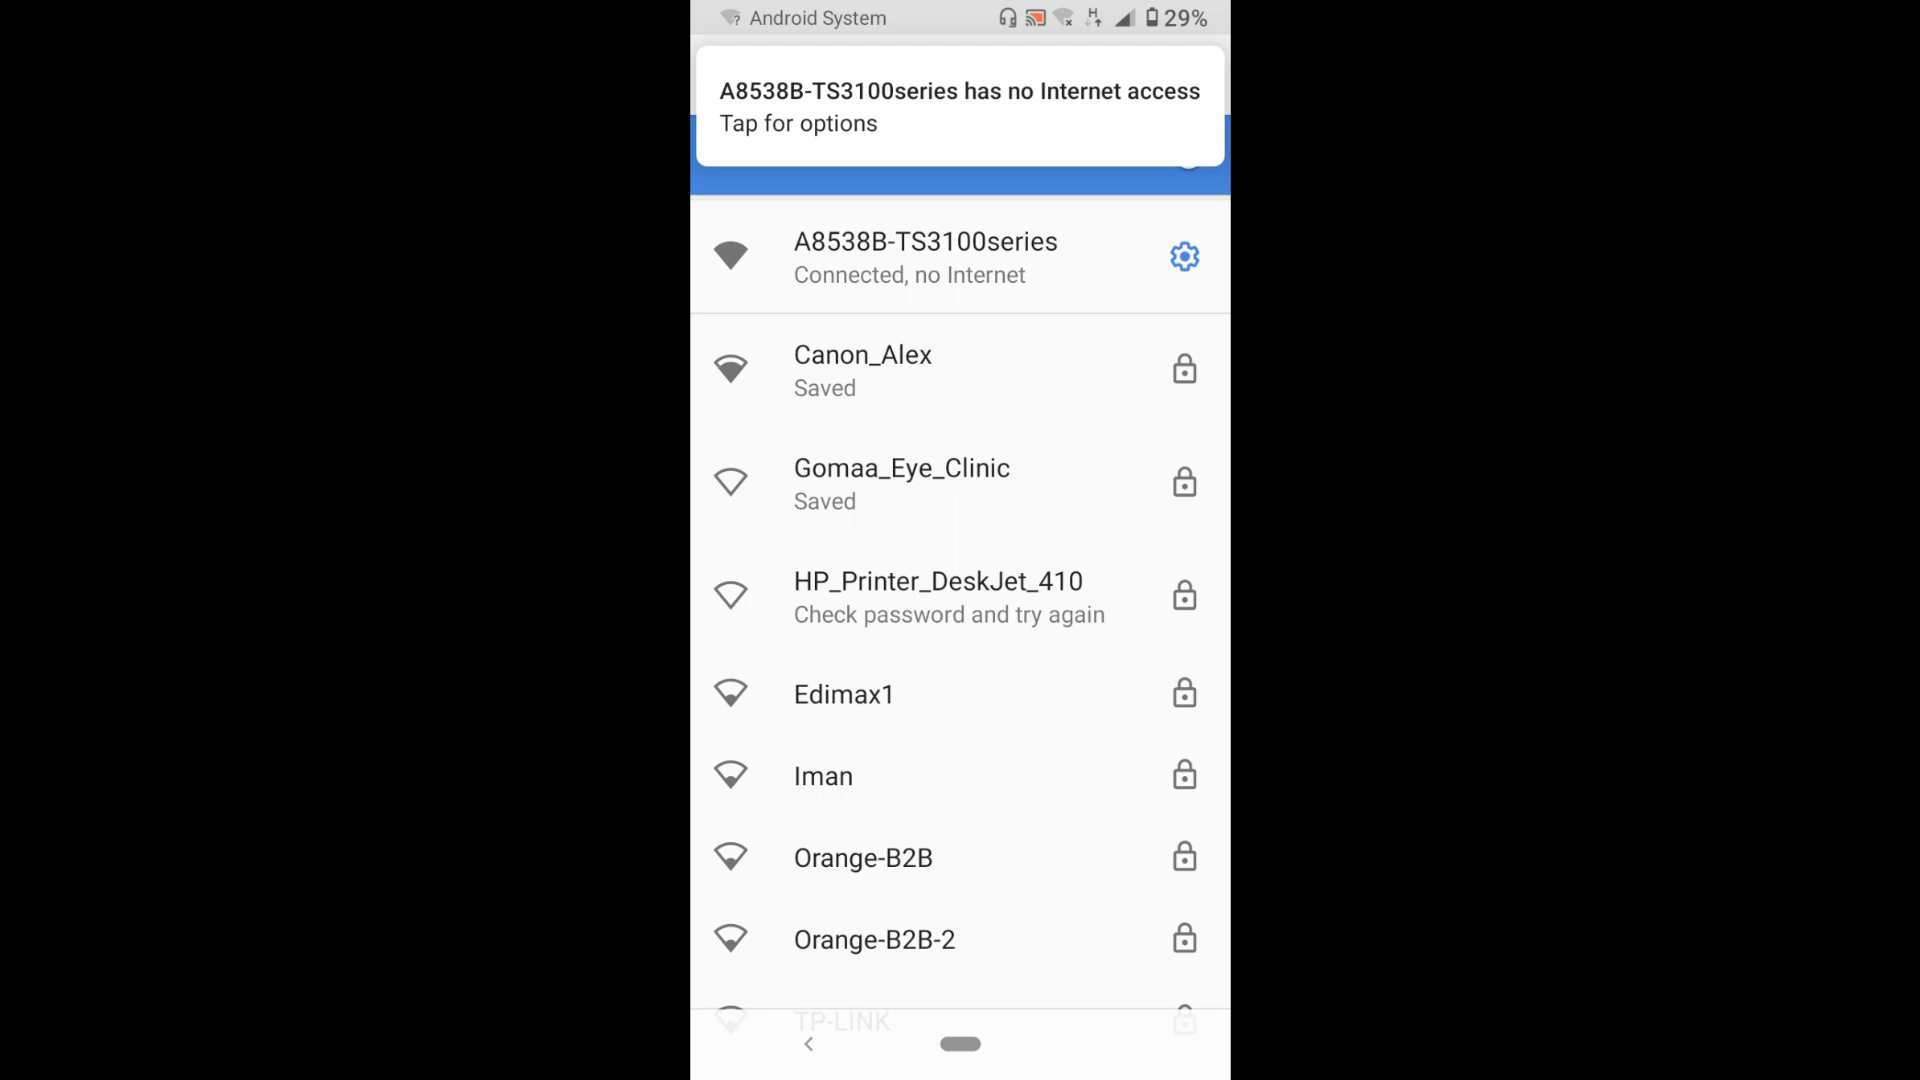 Android System
H
29%
A8538B-TS3100series has no Internet access
Tap for options
A8538B-TS3100series
Connected, no Internet
Canon_Alex
Saved
Gomaa_Eye_Clinic
Saved
HP_Printer_DeskJet_410
Check password and try again
Edimax1
Iman
Orange-B2B
Orange-B2B-2
TP-LINK